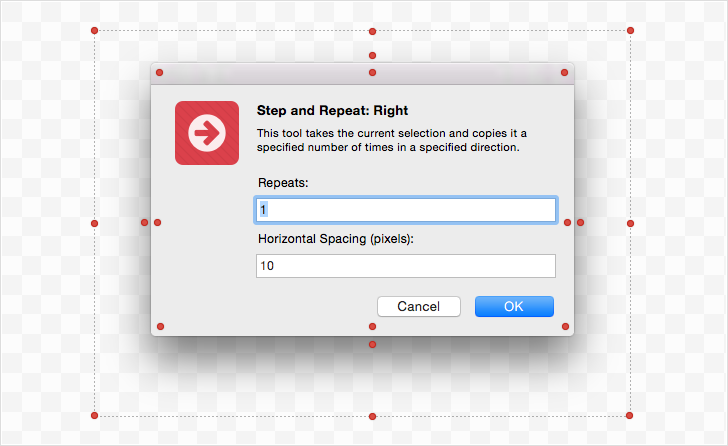 Step and Repeat: Right
This tool takes the current selection and copies it a
specified number of times in a specified direction.
Repeats:
1
Horizontal Spacing (pixels):
10
Cancel OK